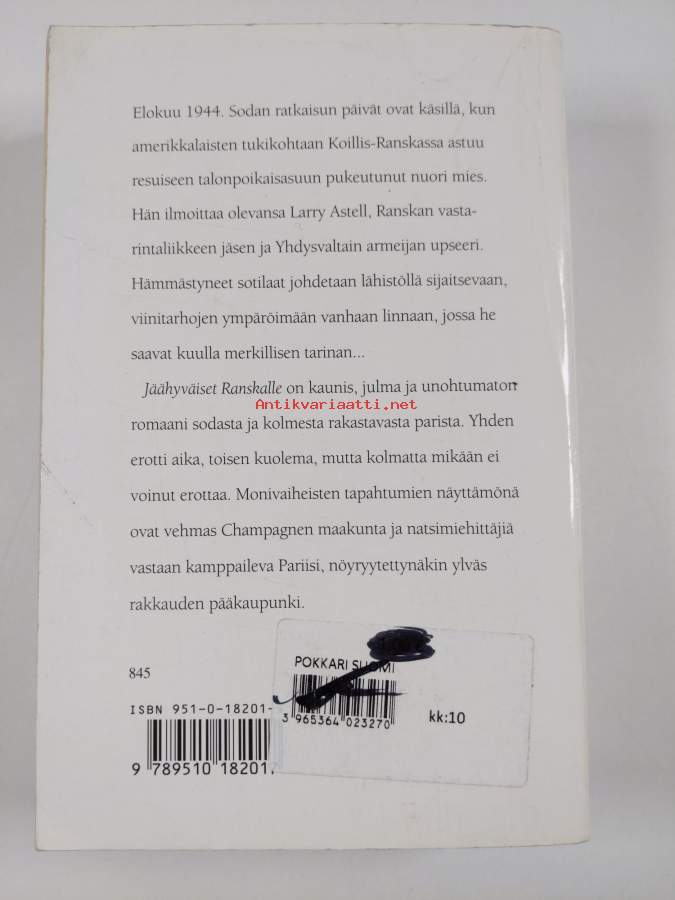 Elokuu 1944. Sodan ratkaisun päivät ovat käsillä, kun
amerikkalaisten tukikohtaan Koillis-Ranskassa astuu
resuiseen talonpoikaisasuun pukeutunut nuori mies.
Hän ilmoittaa olevansa Larry Astell, Ranskan vasta-
rintaliikkeen jäsen ja Yhdysvaltain armeijan upseeri.
Hämmästyneet sotilaat johdetaan lähistöllä sijaitsevaan,
viinitarhojen ympäröimään vanhaan linnaan, jossa he
saavat kuulla merkillisen tarinan...
Jäähyväiset Ranskalle on kaunis, julma ja unohtumaton
Antikvariaatti.net
romaani sodasta ja kolmesta rakastavasta parista. Yhden
erotti aika, toisen kuolema, mutta kolmatta mikään ei
voinut erottaa. Monivaiheisten tapahtumien näyttämönä
ovat vehmas Champagnen maakunta ja natsimiehittäjiä
vastaan kamppaileva Pariisi, nöyryytettynäkin ylväs
rakkauden pääkaupunki.
845
POKKARI SUOMI
ISBN 951-0-18201-
3 965364 023270
kk:10
9 789510 18201